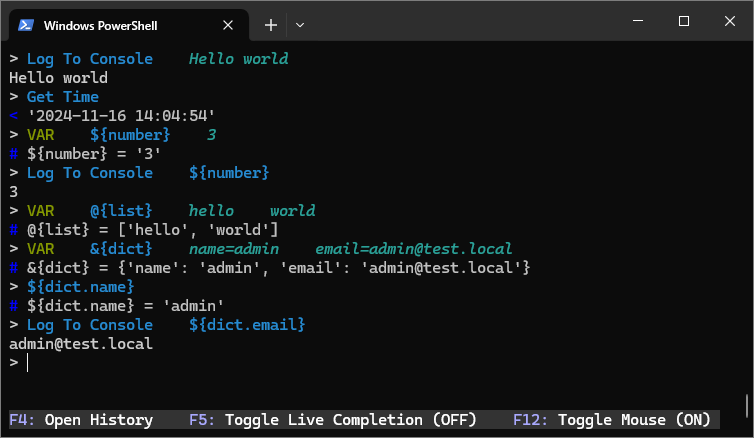 Windows PowerShell
> Log To Console    Hello world
Hello world
> Get Time
< '2024-11-16 14:04:54'
> VAR    ${number}    3
# ${number} = '3'
> Log To Console    ${number}
3
> VAR    @{list}    hello    world
# @{list} = ['hello', 'world']
> VAR    &{dict}    name=admin    email=admin@test.local
# &{dict} = {'name': 'admin', 'email': 'admin@test.local'}
> ${dict.name}
# ${dict.name} = 'admin'
> Log To Console    ${dict.email}
admin@test.local
>
F4: Open History    F5: Toggle Live Completion (OFF)    F12: Toggle Mouse (ON)